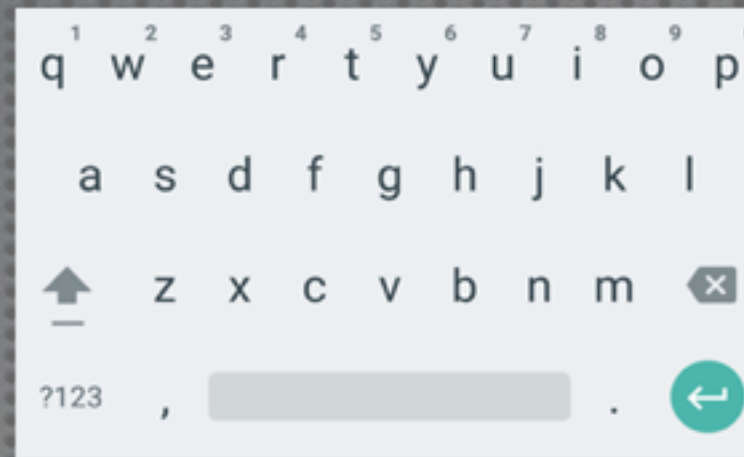 1 2 3 4 5 6 7 8 9
q w e r t y u i o p
a s d f g h j k l
z x c v b n m
?123 , .